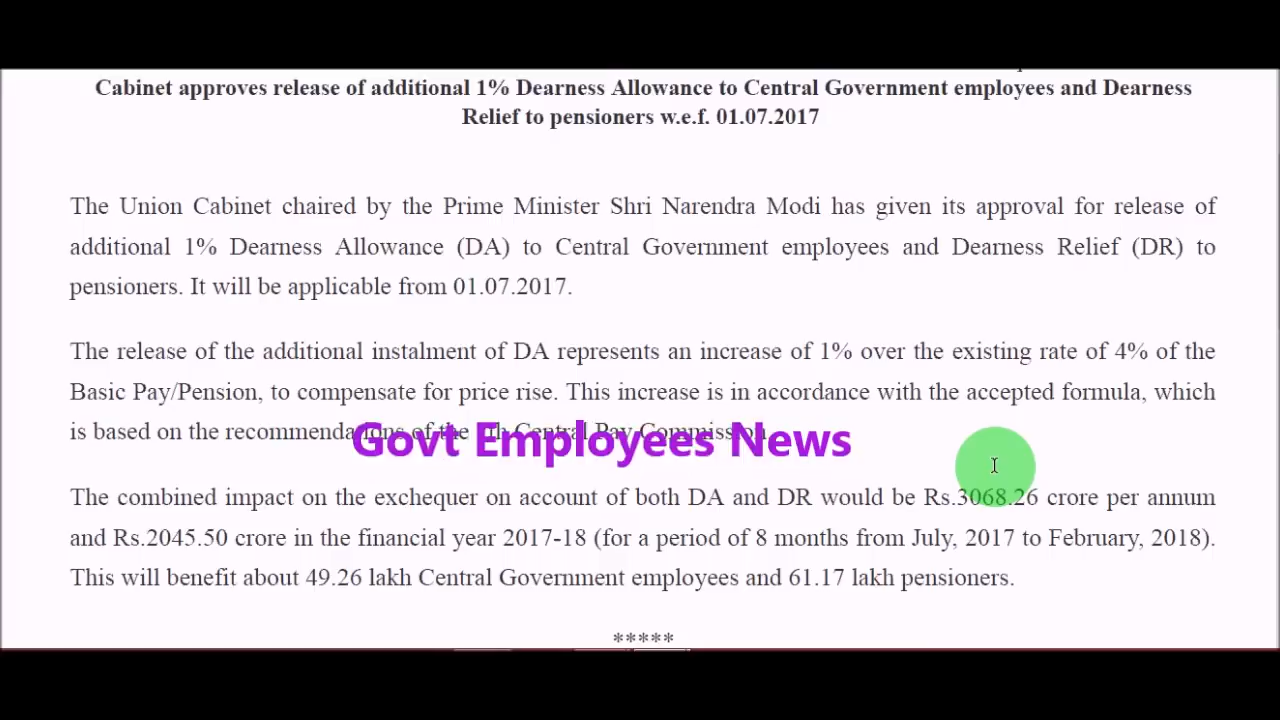 Cabinet approves release of additional 1% Dearness Allowance to Central Government employees and Dearness
Relief to pensioners w.e.f. 01.07.2017
The Union Cabinet chaired by the Prime Minister Shri Narendra Modi has given its approval for release of
additional 1% Dearness Allowance (DA) to Central Government employees and Dearness Relief (DR) to
pensioners. It will be applicable from 01.07.2017.
The release of the additional instalment of DA represents an increase of 1% over the existing rate of 4% of the
Basic Pay/Pension, to compensate for price rise. This increase is in accordance with the accepted formula, which
is based on the recommendations of the Central Pay Commission.
Govt Employees News
The combined impact on the exchequer on account of both DA and DR would be Rs.3068.26 crore per annum
and Rs.2045.50 crore in the financial year 2017-18 (for a period of 8 months from July, 2017 to February, 2018).
This will benefit about 49.26 lakh Central Government employees and 61.17 lakh pensioners.
*****